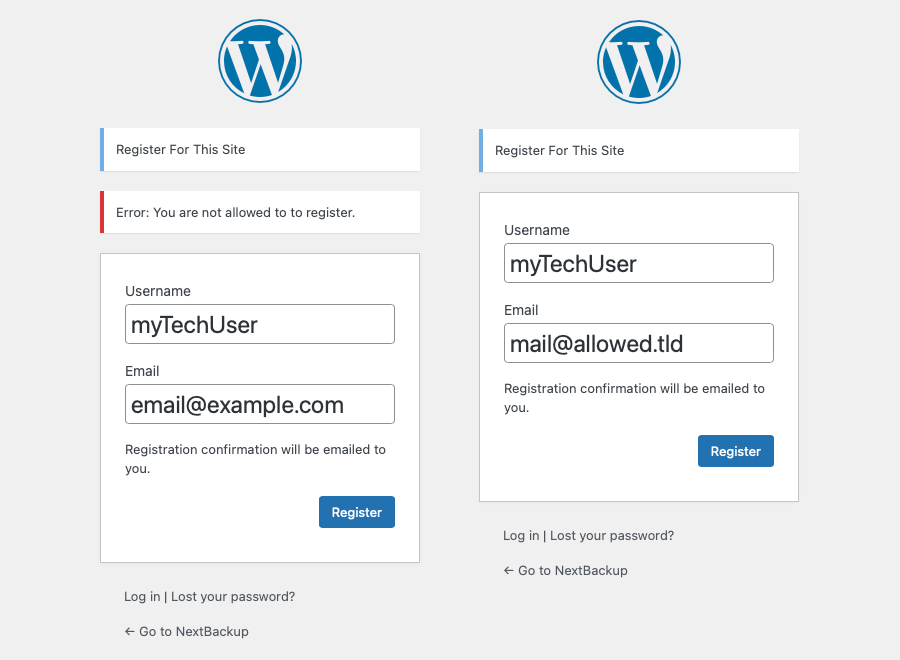 Register For This Site
Error: You are not allowed to to register.
Username
myTechUser
Email
email@example.com
Registration confirmation will be emailed to
you.
Register
Log in | Lost your password?
← Go to NextBackup
Register For This Site
Username
myTechUser
Email
mail@allowed.tld
Registration confirmation will be emailed to
you.
Register
Log in | Lost your password?
← Go to NextBackup